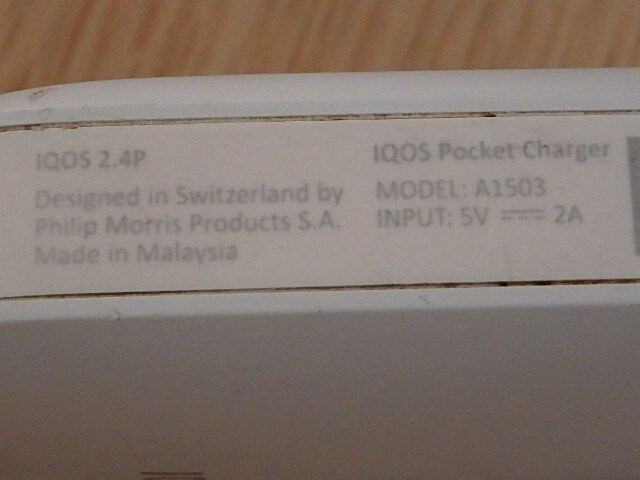 IQOS 2.4P
Designed in Switzerland by
Philip Morris Products S.A.
Made in Malaysia
IQOS Pocket Charger
MODEL: A1503
INPUT: 5V ⎓ 2A